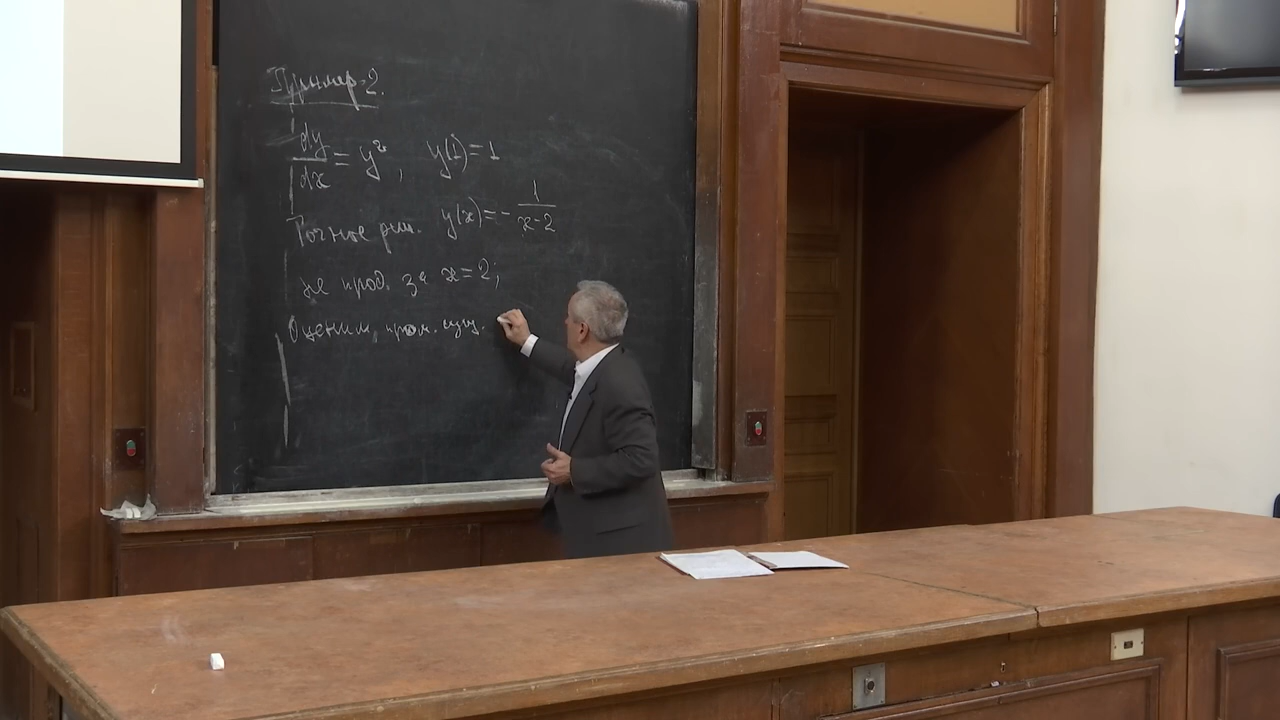 Пример 2.
dy/dx = y², y(1)=1
Точное реш. y(x)=-1/(x-2)
не прод. за x=2;
Оценим пром. сущ.